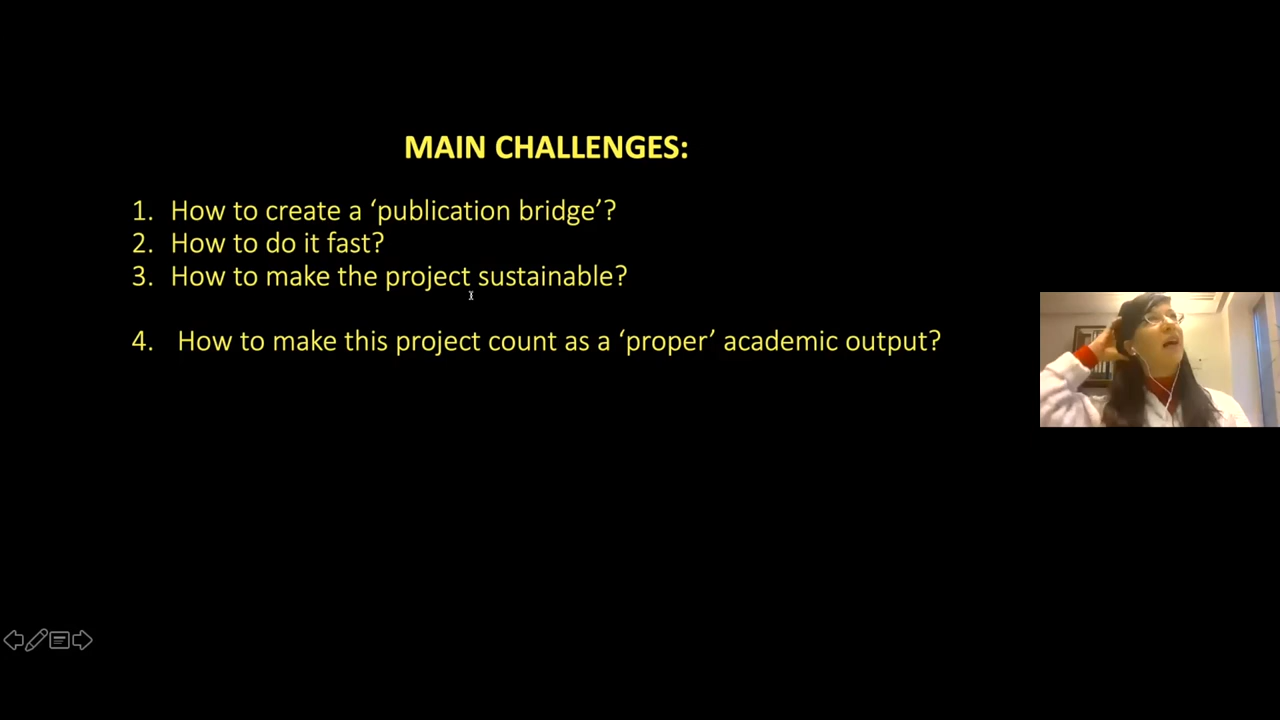 MAIN CHALLENGES:
1. How to create a ‘publication bridge’?
2. How to do it fast?
3. How to make the project sustainable?
4. How to make this project count as a ‘proper’ academic output?